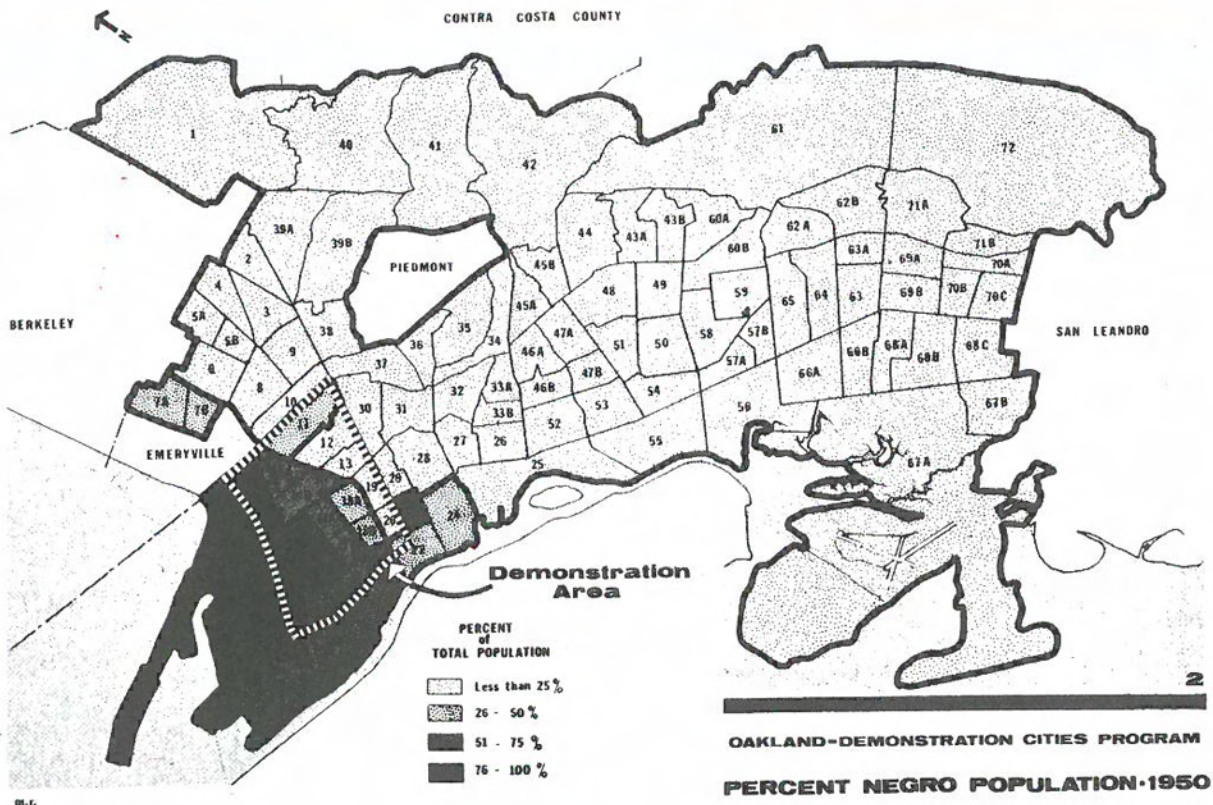 CONTRA COSTA COUNTY
N
1
40
41
42
61
72
39A
39B
44
43A
43B
60A
60B
62A
62B
71A
2
PIEDMONT
45B
63A
69A
71B
70A
4
3
38
35
34
45A
48
49
59
65
64
63
69B
70B
70C
BERKELEY
5A
5B
9
36
47A
51
50
58
57B
SAN LEANDRO
6
8
37
32
46A
47B
57A
66A
66B
68A
68B
68C
7A
7B
10
30
31
33A
46B
54
67B
EMERYVILLE
11
12
33B
53
56
13
27
26
52
28
55
67A
19
29
25
20
24
22
Demonstration
Area
PERCENT
of
TOTAL POPULATION
Less than 25%
26 - 50 %
51 - 75 %
76 - 100 %
2
OAKLAND-DEMONSTRATION CITIES PROGRAM
PERCENT NEGRO POPULATION·1950